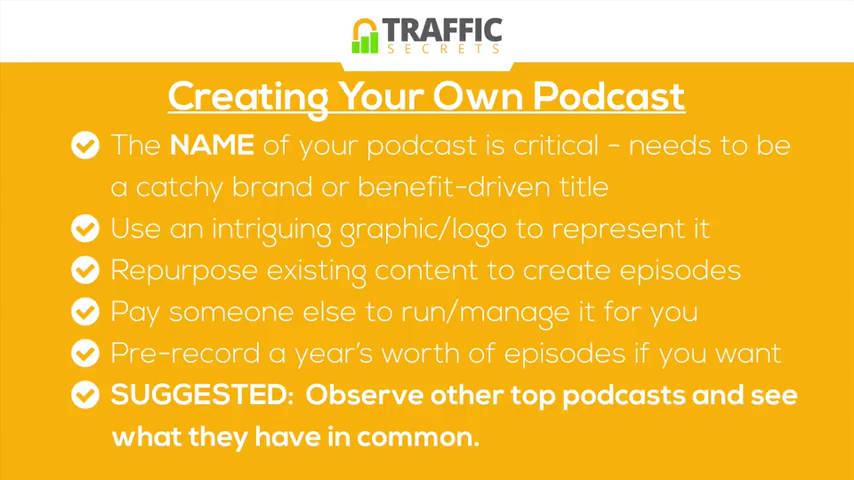 TRAFFIC
SECRETS
Creating Your Own Podcast
The NAME of your podcast is critical - needs to be
a catchy brand or benefit-driven title
Use an intriguing graphic/logo to represent it
Repurpose existing content to create episodes
Pay someone else to run/manage it for you
Pre-record a year's worth of episodes if you want
SUGGESTED: Observe other top podcasts and see
what they have in common.